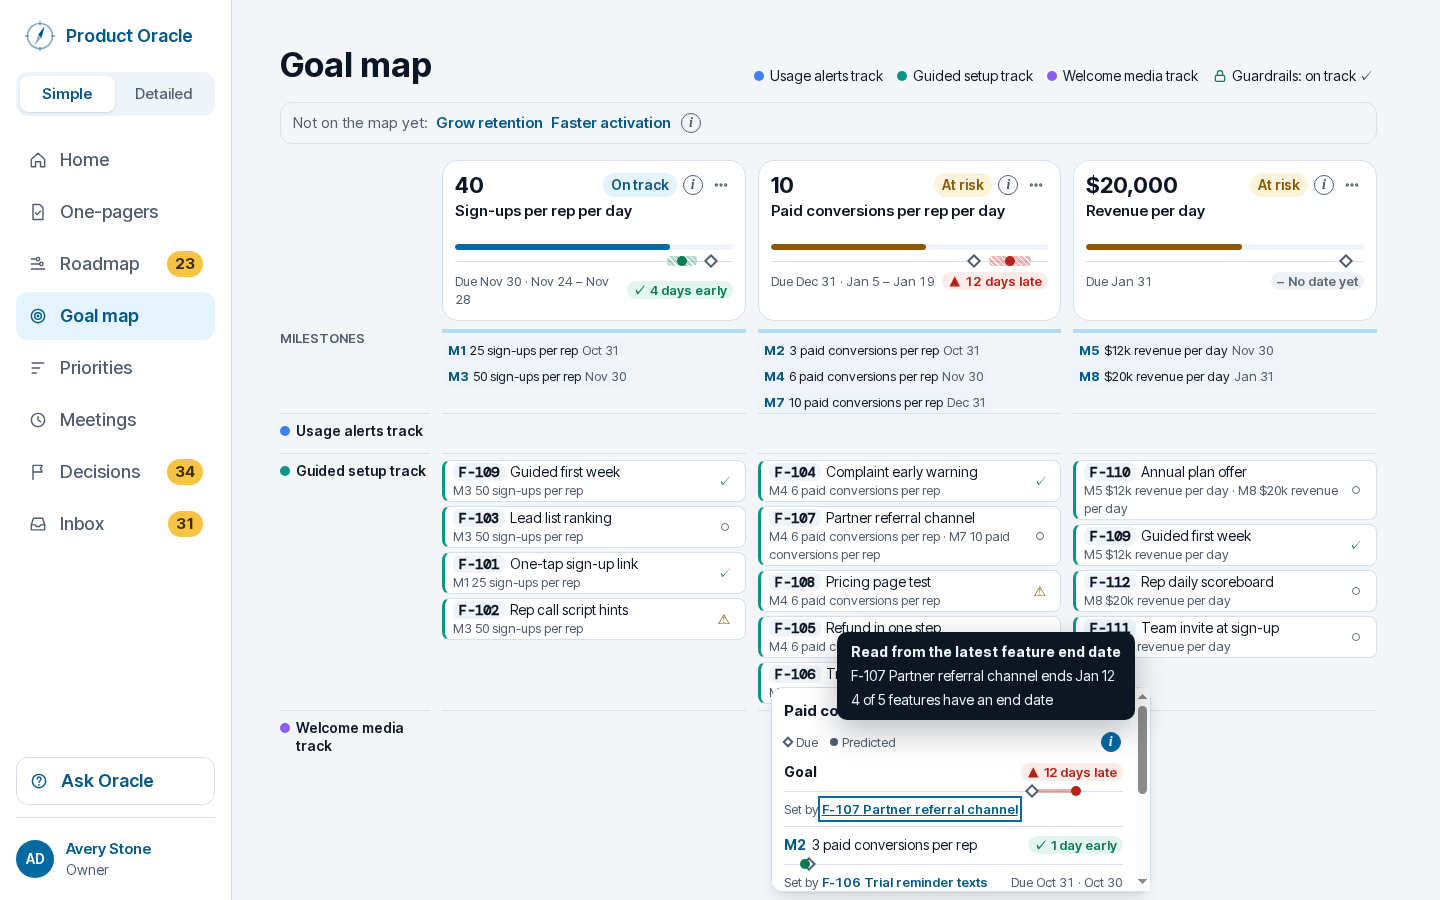 Product Oracle
Simple
Detailed
Home
One-pagers
Roadmap
23
Goal map
Priorities
Meetings
Decisions
34
Inbox
31
Ask Oracle
AD
Avery Stone
Owner
Goal map
Usage alerts track
Guided setup track
Welcome media track
Guardrails: on track ✓
Not on the map yet: Grow retention Faster activation i
40
On track
i
Sign-ups per rep per day
Due Nov 30 · Nov 24 – Nov
28
✓ 4 days early
10
At risk
i
Paid conversions per rep per day
Due Dec 31 · Jan 5 – Jan 19
▲ 12 days late
$20,000
At risk
i
Revenue per day
Due Jan 31
– No date yet
MILESTONES
M1 25 sign-ups per rep Oct 31
M3 50 sign-ups per rep Nov 30
M2 3 paid conversions per rep Oct 31
M4 6 paid conversions per rep Nov 30
M7 10 paid conversions per rep Dec 31
M5 $12k revenue per day Nov 30
M8 $20k revenue per day Jan 31
Usage alerts track
Guided setup track
F-109 Guided first week
M3 50 sign-ups per rep
✓
F-103 Lead list ranking
M3 50 sign-ups per rep
F-101 One-tap sign-up link
M1 25 sign-ups per rep
✓
F-102 Rep call script hints
M3 50 sign-ups per rep
⚠
F-104 Complaint early warning
M4 6 paid conversions per rep
✓
F-107 Partner referral channel
M4 6 paid conversions per rep · M7 10 paid
conversions per rep
F-108 Pricing page test
M4 6 paid conversions per rep
⚠
F-105 Refund in one step
M4 6 paid
F-106
F-110 Annual plan offer
M5 $12k revenue per day · M8 $20k revenue
per day
F-109 Guided first week
M5 $12k revenue per day
✓
F-112 Rep daily scoreboard
M8 $20k revenue per day
F-111 Team invite at sign-up
revenue per day
Welcome media
track
Read from the latest feature end date
F-107 Partner referral channel ends Jan 12
4 of 5 features have an end date
Paid
Due
Predicted
i
Goal
▲ 12 days late
Set by F-107 Partner referral channel
M2 3 paid conversions per rep
✓ 1 day early
Set by F-106 Trial reminder texts
Due Oct 31 · Oct 30